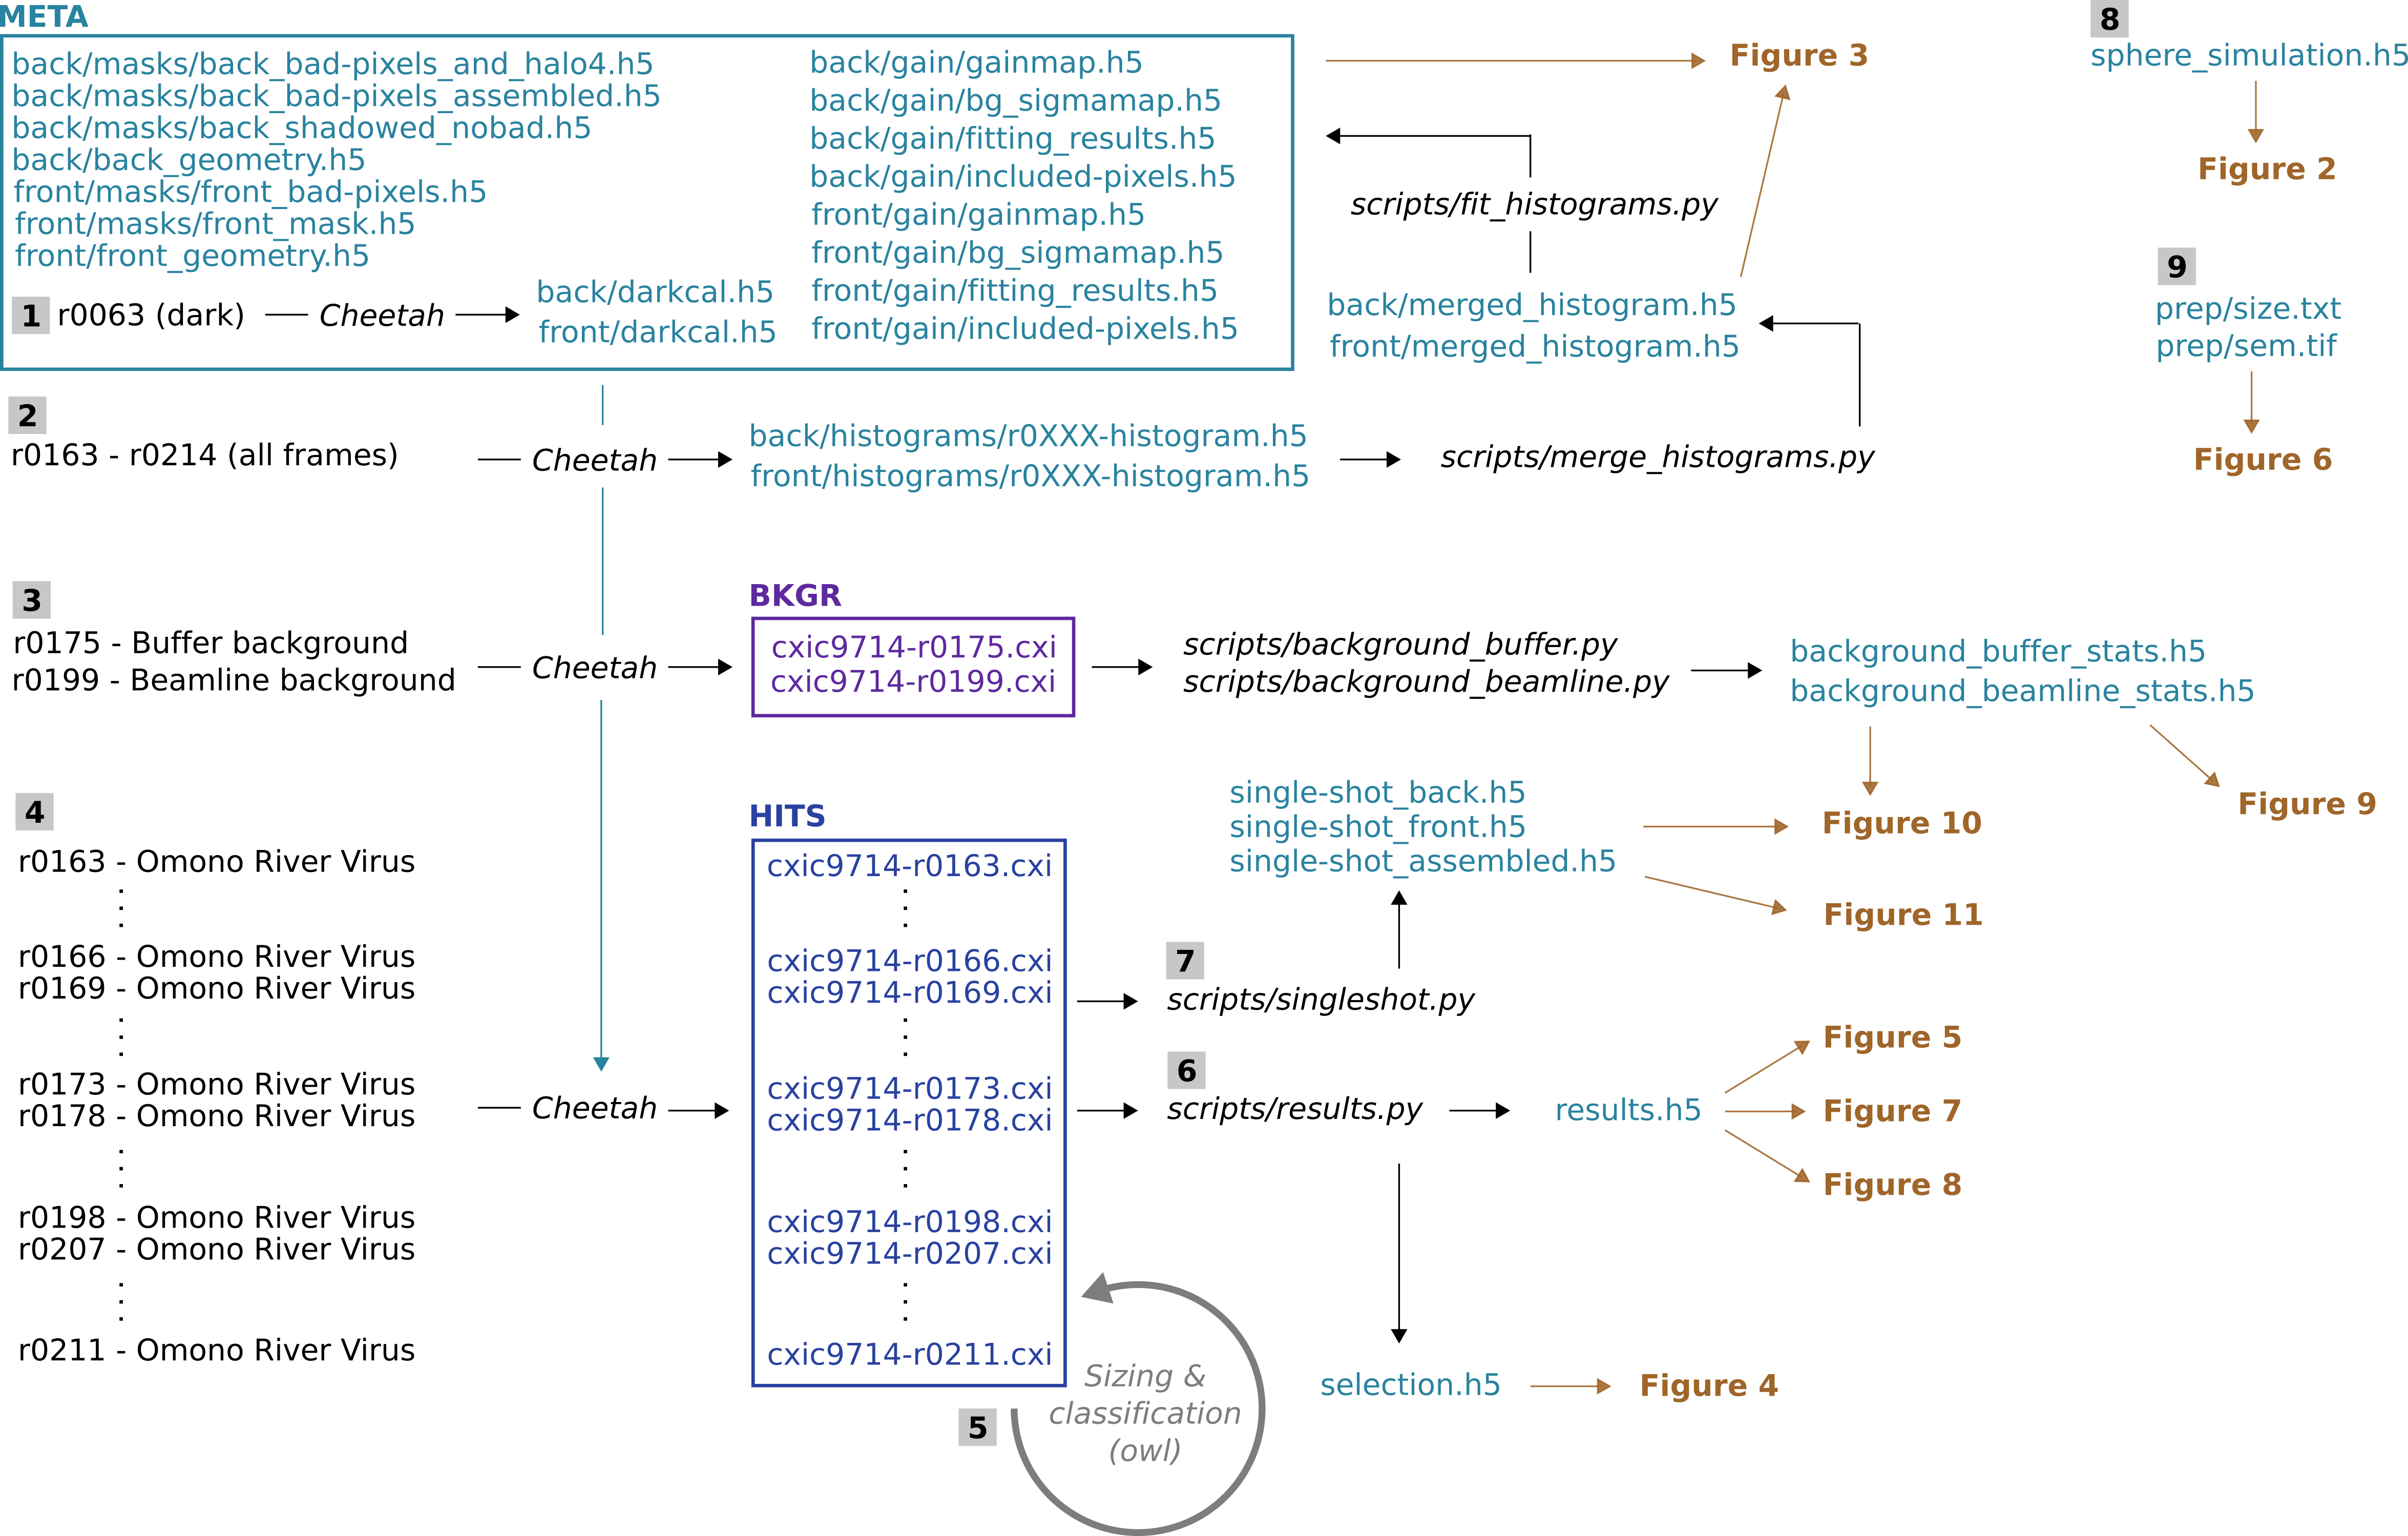 META
back/masks/back_bad-pixels_and_halo4.h5
back/masks/back_bad-pixels_assembled.h5
back/masks/back_shadowed_nobad.h5
back/back_geometry.h5
front/masks/front_bad-pixels.h5
front/masks/front_mask.h5
front/front_geometry.h5
back/gain/gainmap.h5
back/gain/bg_sigmamap.h5
back/gain/fitting_results.h5
back/gain/included-pixels.h5
front/gain/gainmap.h5
front/gain/bg_sigmamap.h5
front/gain/fitting_results.h5
front/gain/included-pixels.h5
1 r0063 (dark) Cheetah
back/darkcal.h5
front/darkcal.h5
Figure 3
scripts/fit_histograms.py
back/merged_histogram.h5
front/merged_histogram.h5
8
sphere_simulation.h5
Figure 2
9
prep/size.txt
prep/sem.tif
Figure 6
2
r0163 - r0214 (all frames)
Cheetah
back/histograms/r0XXX-histogram.h5
front/histograms/r0XXX-histogram.h5
scripts/merge_histograms.py
3
r0175 - Buffer background
r0199 - Beamline background
Cheetah
BKGR
cxic9714-r0175.cxi
cxic9714-r0199.cxi
scripts/background_buffer.py
scripts/background_beamline.py
background_buffer_stats.h5
background_beamline_stats.h5
Figure 10
Figure 9
4
r0163 - Omono River Virus
r0166 - Omono River Virus
r0169 - Omono River Virus
r0173 - Omono River Virus
r0178 - Omono River Virus
r0198 - Omono River Virus
r0207 - Omono River Virus
r0211 - Omono River Virus
Cheetah
HITS
cxic9714-r0163.cxi
cxic9714-r0166.cxi
cxic9714-r0169.cxi
cxic9714-r0173.cxi
cxic9714-r0178.cxi
cxic9714-r0198.cxi
cxic9714-r0207.cxi
cxic9714-r0211.cxi
single-shot_back.h5
single-shot_front.h5
single-shot_assembled.h5
Figure 11
7
scripts/singleshot.py
6
scripts/results.py
results.h5
Figure 5
Figure 7
Figure 8
selection.h5
Figure 4
5
Sizing &
classification
(owl)